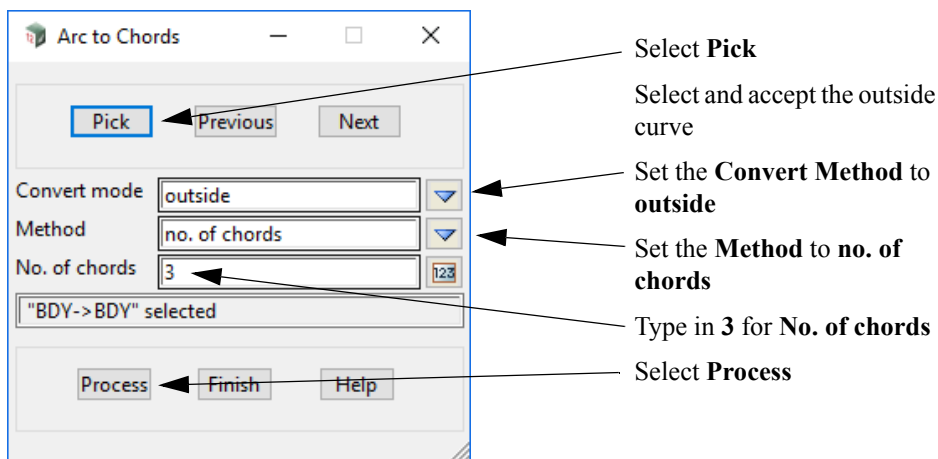 Arc to Chords
Pick Previous Next
Convert mode outside
Method no. of chords
No. of chords 3 123
"BDY->BDY" selected
Process Finish Help
Select Pick
Select and accept the outside
curve
Set the Convert Method to
outside
Set the Method to no. of
chords
Type in 3 for No. of chords
Select Process